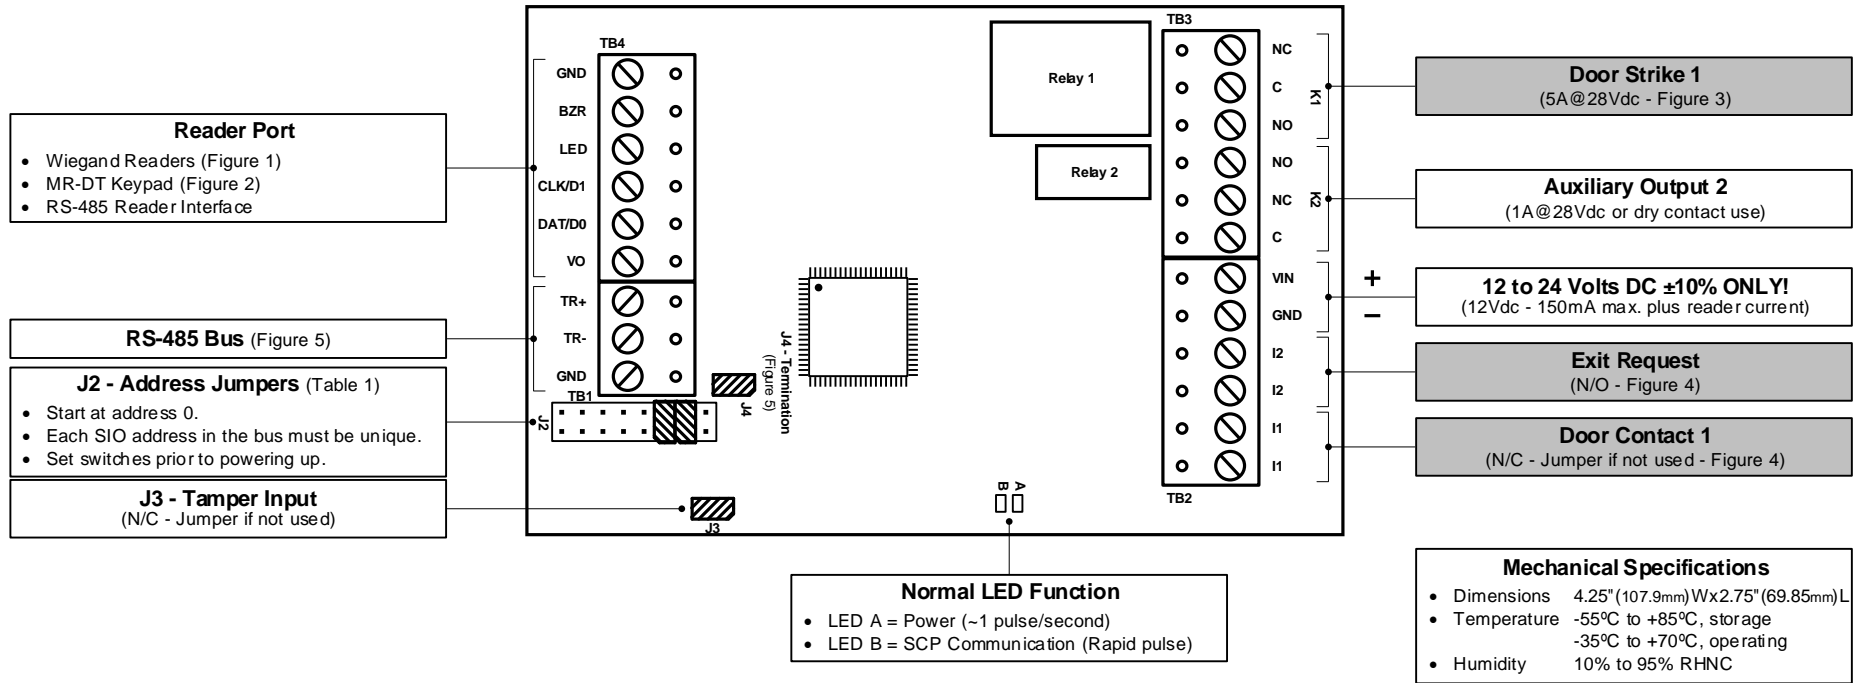 Reader Port
• Wiegand Readers (Figure 1)
• MR-DT Keypad (Figure 2)
• RS-485 Reader Interface
RS-485 Bus (Figure 5)
J2 - Address Jumpers (Table 1)
• Start at address 0.
• Each SIO address in the bus must be unique.
• Set switches prior to powering up.
J3 - Tamper Input
(N/C - Jumper if not used)
TB4
GND
BZR
LED
CLK/D1
DAT/D0
VO
TR+
TR-
GND
TB1
J2
J4
J4 - Termination
(Figure 5)
J3
B
A
Relay 1
Relay 2
TB3
NC
C
NO
K1
NO
NC
C
K2
VIN
GND
I2
I2
I1
I1
TB2
+
–
Door Strike 1
(5A@28Vdc - Figure 3)
Auxiliary Output 2
(1A@28Vdc or dry contact use)
12 to 24 Volts DC ±10% ONLY!
(12Vdc - 150mA max. plus reader current)
Exit Request
(N/O - Figure 4)
Door Contact 1
(N/C - Jumper if not used - Figure 4)
Normal LED Function
• LED A = Power (~1 pulse/second)
• LED B = SCP Communication (Rapid pulse)
Mechanical Specifications
• Dimensions 4.25"(107.9mm)Wx2.75"(69.85mm)L
• Temperature -55ºC to +85ºC, storage
-35ºC to +70ºC, operating
• Humidity 10% to 95% RHNC